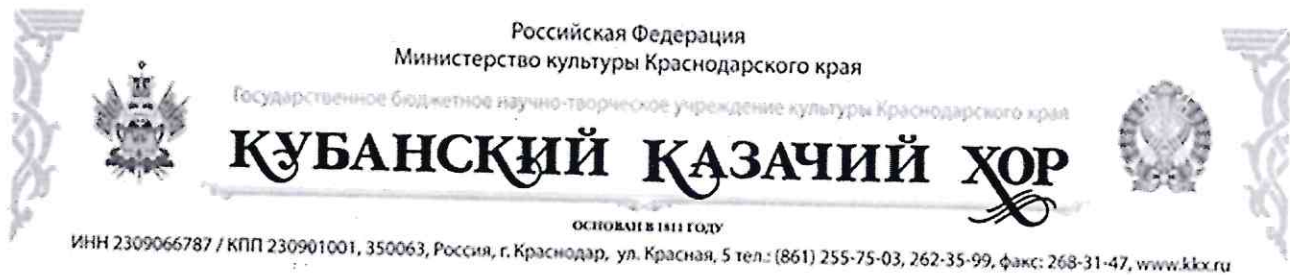 Российская Федерация
Министерство культуры Краснодарского края
Государственное бюджетное научно-творческое учреждение культуры Краснодарского края
КУБАНСКИЙ КАЗАЧИЙ ХОР
ОСНОВАН В 1811 ГОДУ
ИНН 2309066787 / КПП 230901001, 350063, Россия, г. Краснодар, ул. Красная, 5 тел.: (861) 255-75-03, 262-35-99, факс: 268-31-47, www.kkx.ru